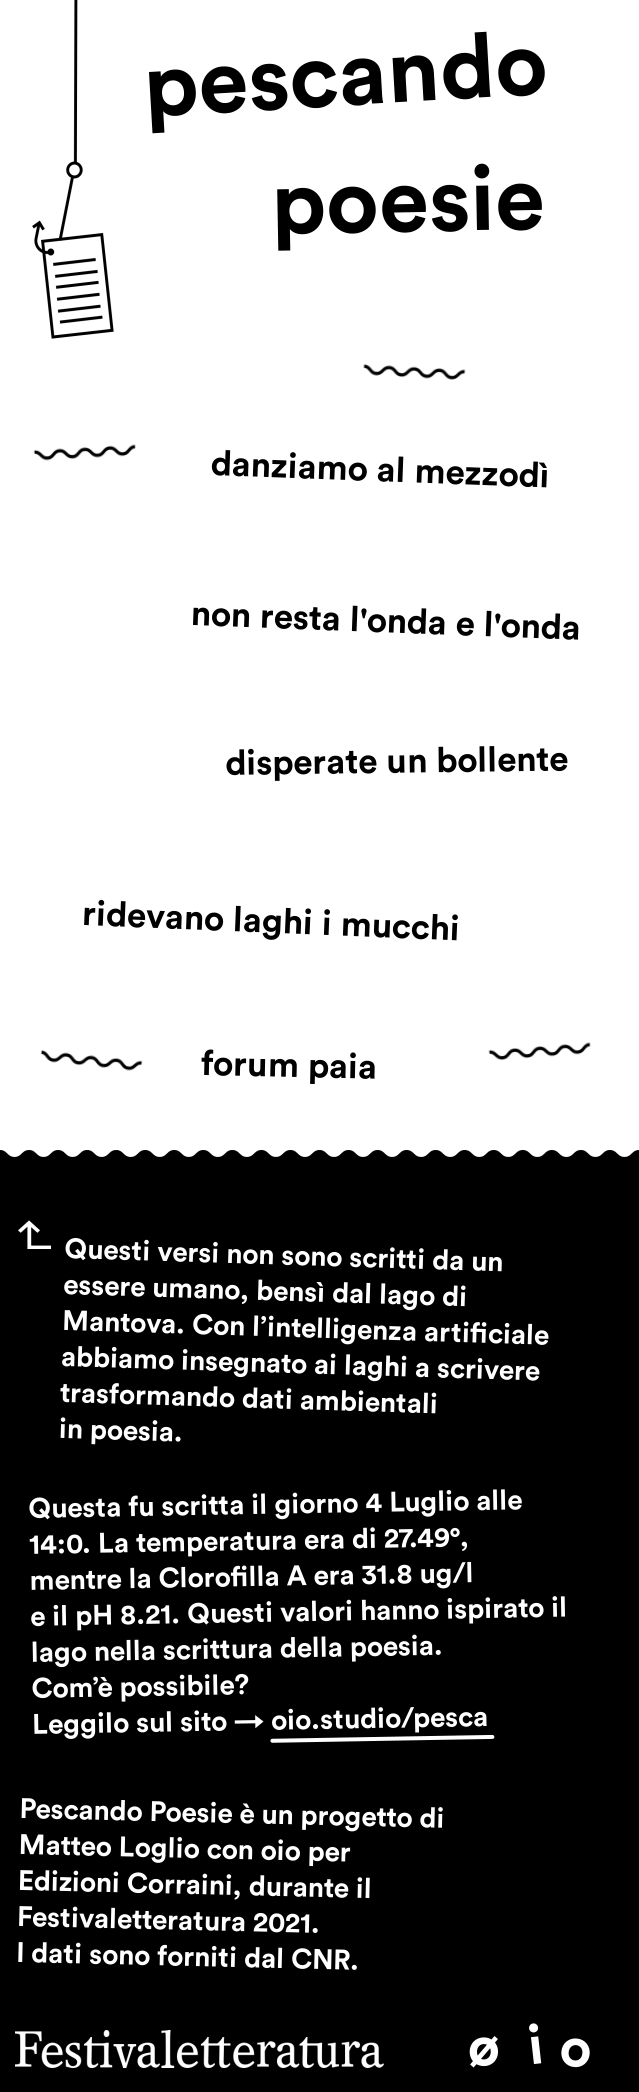 pescando
poesie
danziamo al mezzodì
non resta l'onda e l'onda
disperate un bollente
ridevano laghi i mucchi
forum paia
Questi versi non sono scritti da un
essere umano, bensì dal lago di
Mantova. Con l’intelligenza artificiale
abbiamo insegnato ai laghi a scrivere
trasformando dati ambientali
in poesia.
Questa fu scritta il giorno 4 Luglio alle
14:0. La temperatura era di 27.49°,
mentre la Clorofilla A era 31.8 ug/l
e il pH 8.21. Questi valori hanno ispirato il
lago nella scrittura della poesia.
Com’è possibile?
Leggilo sul sito → oio.studio/pesca
Pescando Poesie è un progetto di
Matteo Loglio con oio per
Edizioni Corraini, durante il
Festivaletteratura 2021.
I dati sono forniti dal CNR.
Festivaletteratura ø i o